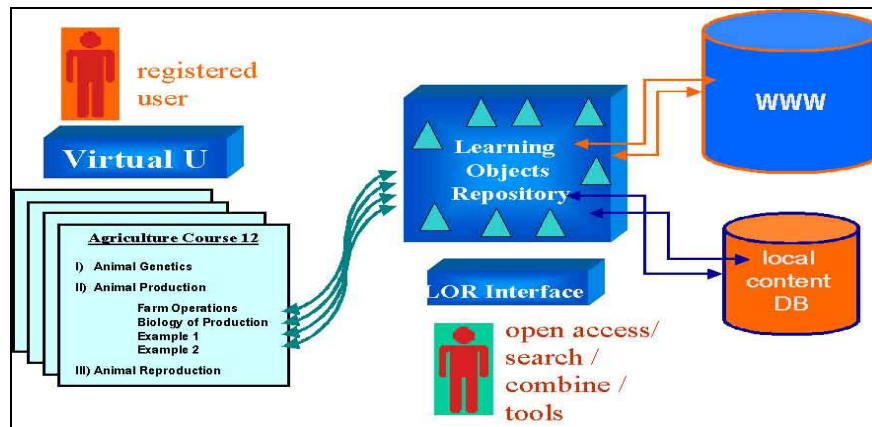 registered
user
Virtual U
Agriculture Course 12
I) Animal Genetics
II) Animal Production
Farm Operations
Biology of Production
Example 1
Example 2
III) Animal Reproduction
Learning
Objects
Repository
LOR Interface
open access/
search /
combine /
tools
WWW
local
content
DB